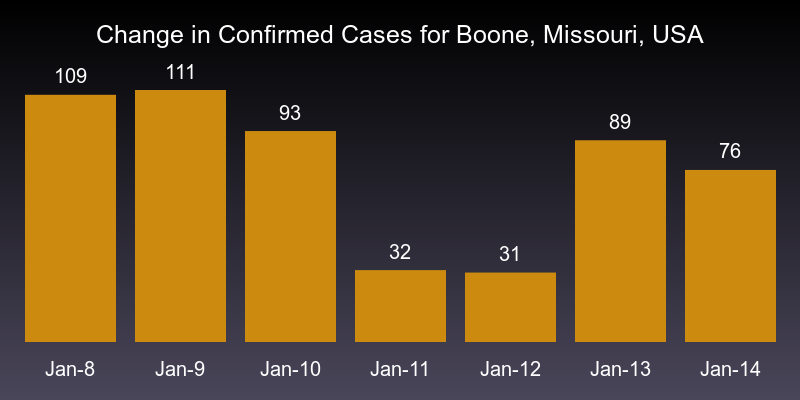 Change in Confirmed Cases for Boone, Missouri, USA
109 111 93 32 31 89 76
Jan-8 Jan-9 Jan-10 Jan-11 Jan-12 Jan-13 Jan-14